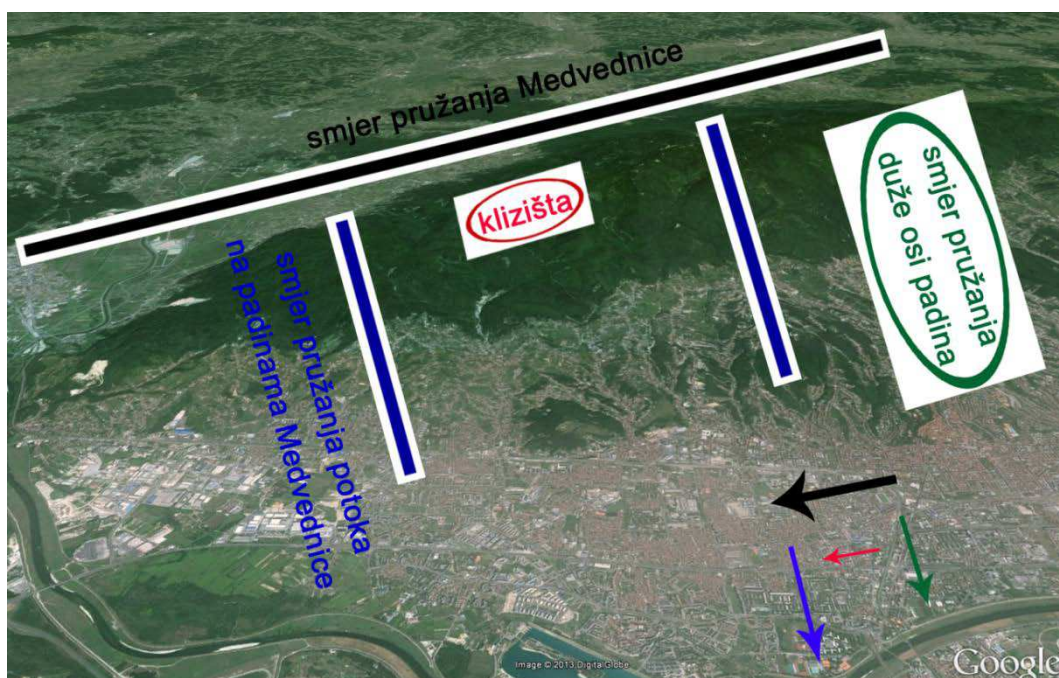 smjer pružanja Medvednice
klizišta
smjer pružanja
duže osi padina
smjer pružanja potoka
na padinama Medvednice
Image © 2013 DigitalGlobe
Google